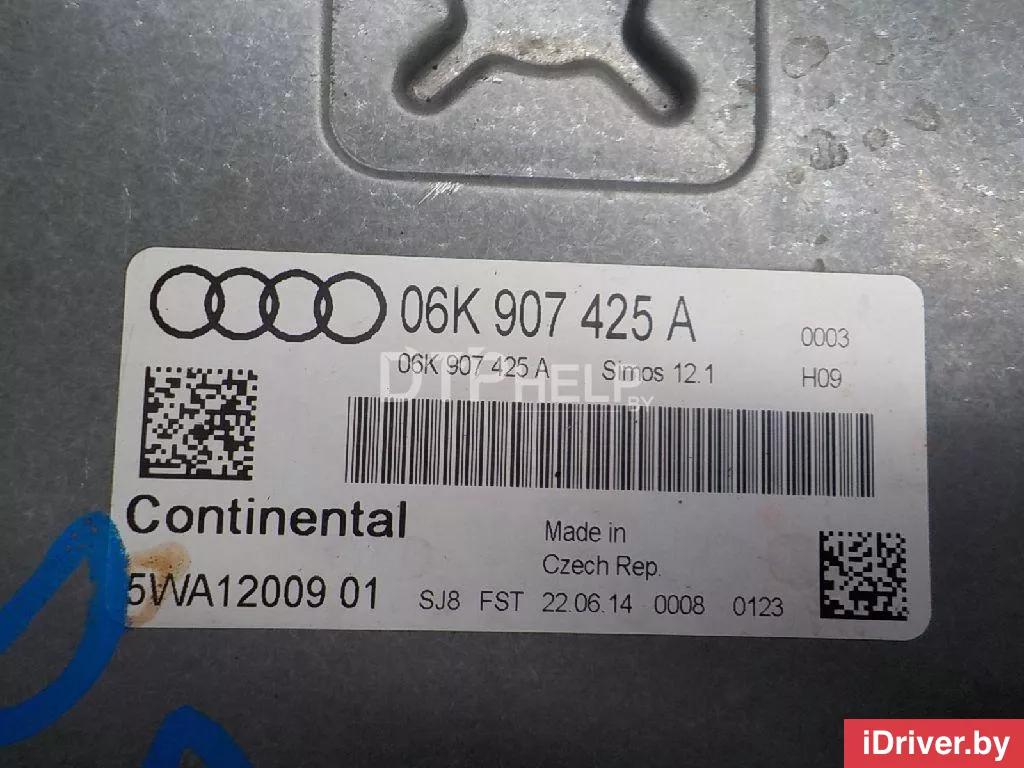 06K 907 425 A 0003
06K 907 425 A Simos 12.1 H09
DTPHELP.BY
Continental
Made in
Czech Rep.
5WA12009 01 SJ8 FST 22.06.14 0008 0123
iDriver.by